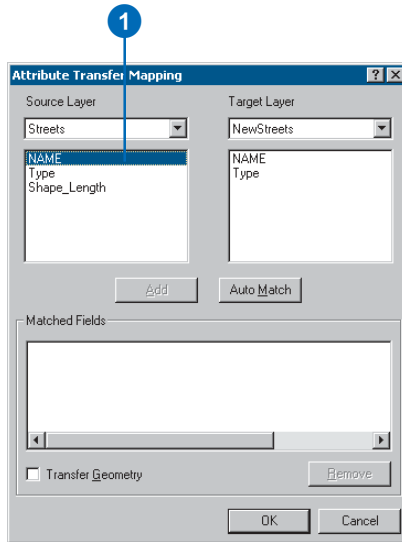 1
Attribute Transfer Mapping
Source Layer
Target Layer
Streets
NewStreets
NAME
Type
Shape_Length
NAME
Type
Add
Auto Match
Matched Fields
Transfer Geometry
Remove
OK
Cancel